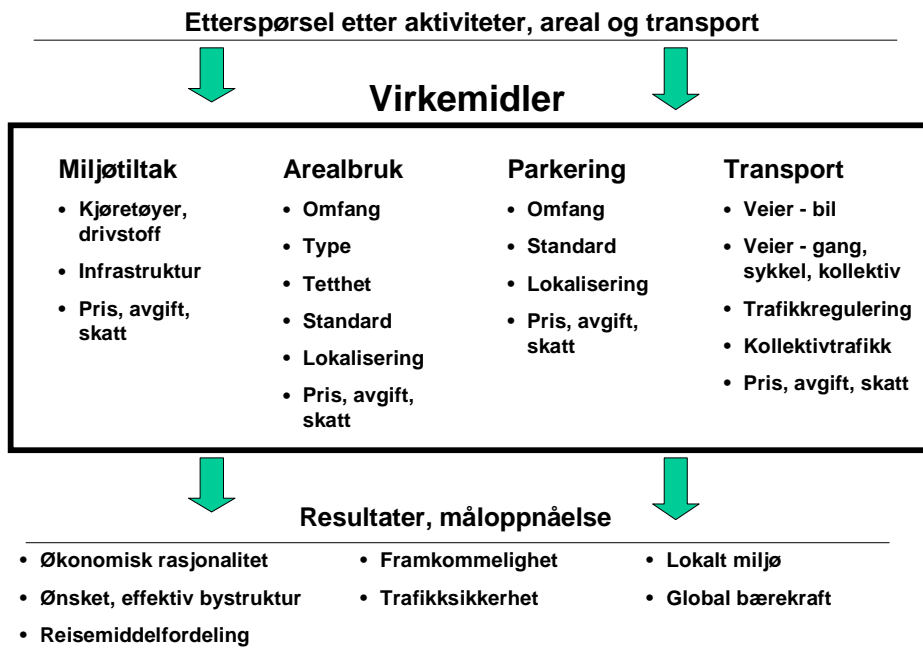 Etterspørsel etter aktiviteter, areal og transport
Virkemidler
Miljøtiltak
• Kjøretøyer,
drivstoff
• Infrastruktur
• Pris, avgift,
skatt
Arealbruk
• Omfang
• Type
• Tetthet
• Standard
• Lokalisering
• Pris, avgift,
skatt
Parkering
• Omfang
• Standard
• Lokalisering
• Pris, avgift,
skatt
Transport
• Veier - bil
• Veier - gang,
sykkel, kollektiv
• Trafikkregulering
• Kollektivtrafikk
• Pris, avgift, skatt
Resultater, måloppnåelse
• Økonomisk rasjonalitet
• Ønsket, effektiv bystruktur
• Reisemiddelfordeling
• Framkommelighet
• Trafikksikkerhet
• Lokalt miljø
• Global bærekraft